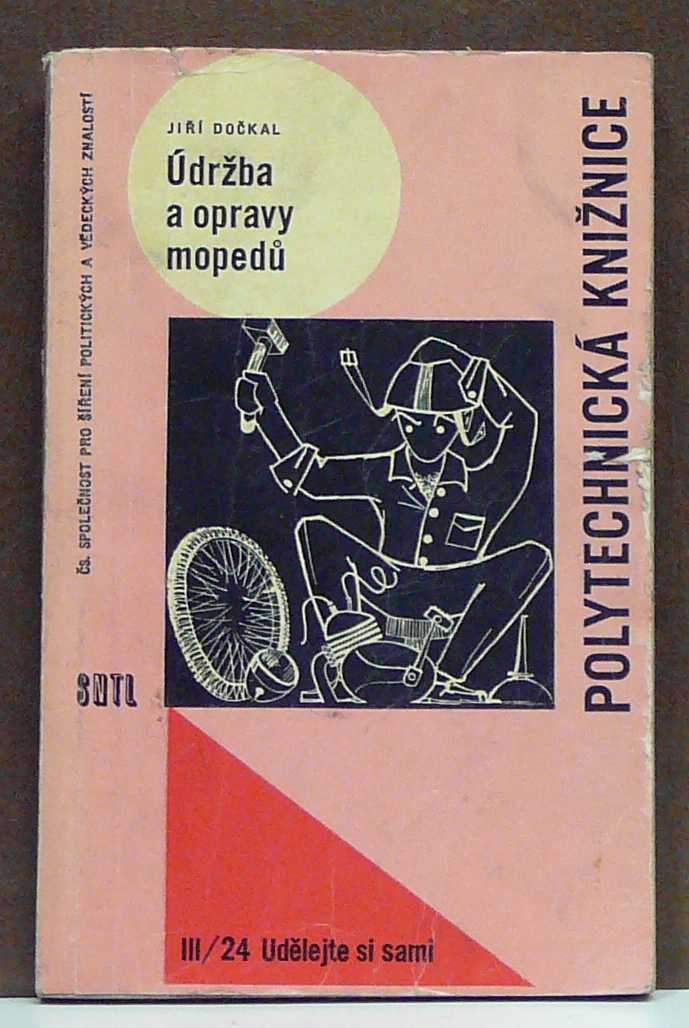 JIŘÍ DOČKAL
Údržba
a opravy
mopedů
POLYTECHNICKÁ KNIŽNICE
ČS. SPOLEČNOST PRO ŠÍŘENÍ POLITICKÝCH A VĚDECKÝCH ZNALOSTÍ
SNTL
III/24 Udělejte si sami